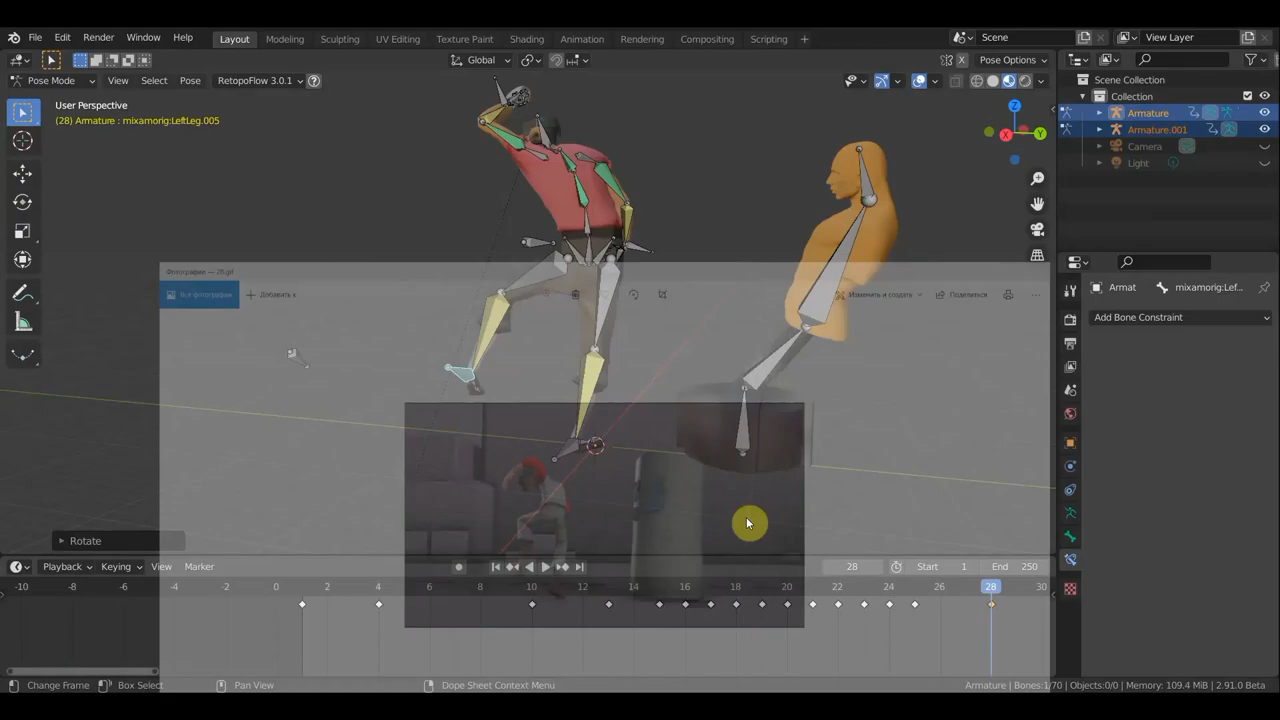 File Edit Render Window Help Layout Modeling Sculpting UV Editing Texture Paint Shading Animation Rendering Compositing Scripting + Scene View Layer
Global X Pose Options
Pose Mode View Select Pose RetopoFlow 3.0.1 ?
User Perspective
(28) Armature : mixamorig:LeftLeg.005
Z
X
Y
Scene Collection
Collection
Armature
Armature.001
Camera
Light
Фотографии — 28.gif
Все фотографии
Добавить к
Изменить и создать
Поделиться
Armat mixamorig:Lef...
Add Bone Constraint
Rotate
Playback Keying View Marker 28 Start 1 End 250
-10 -4 -2 0 2 4 6 8 10 12 14 16 18 20 22 24 26 28 30
Change Frame Box Select Pan View Dope Sheet Context Menu Armature | Bones:1/70 | Objects:0/0 | Memory: 109.4 MiB | 2.91.0 Beta